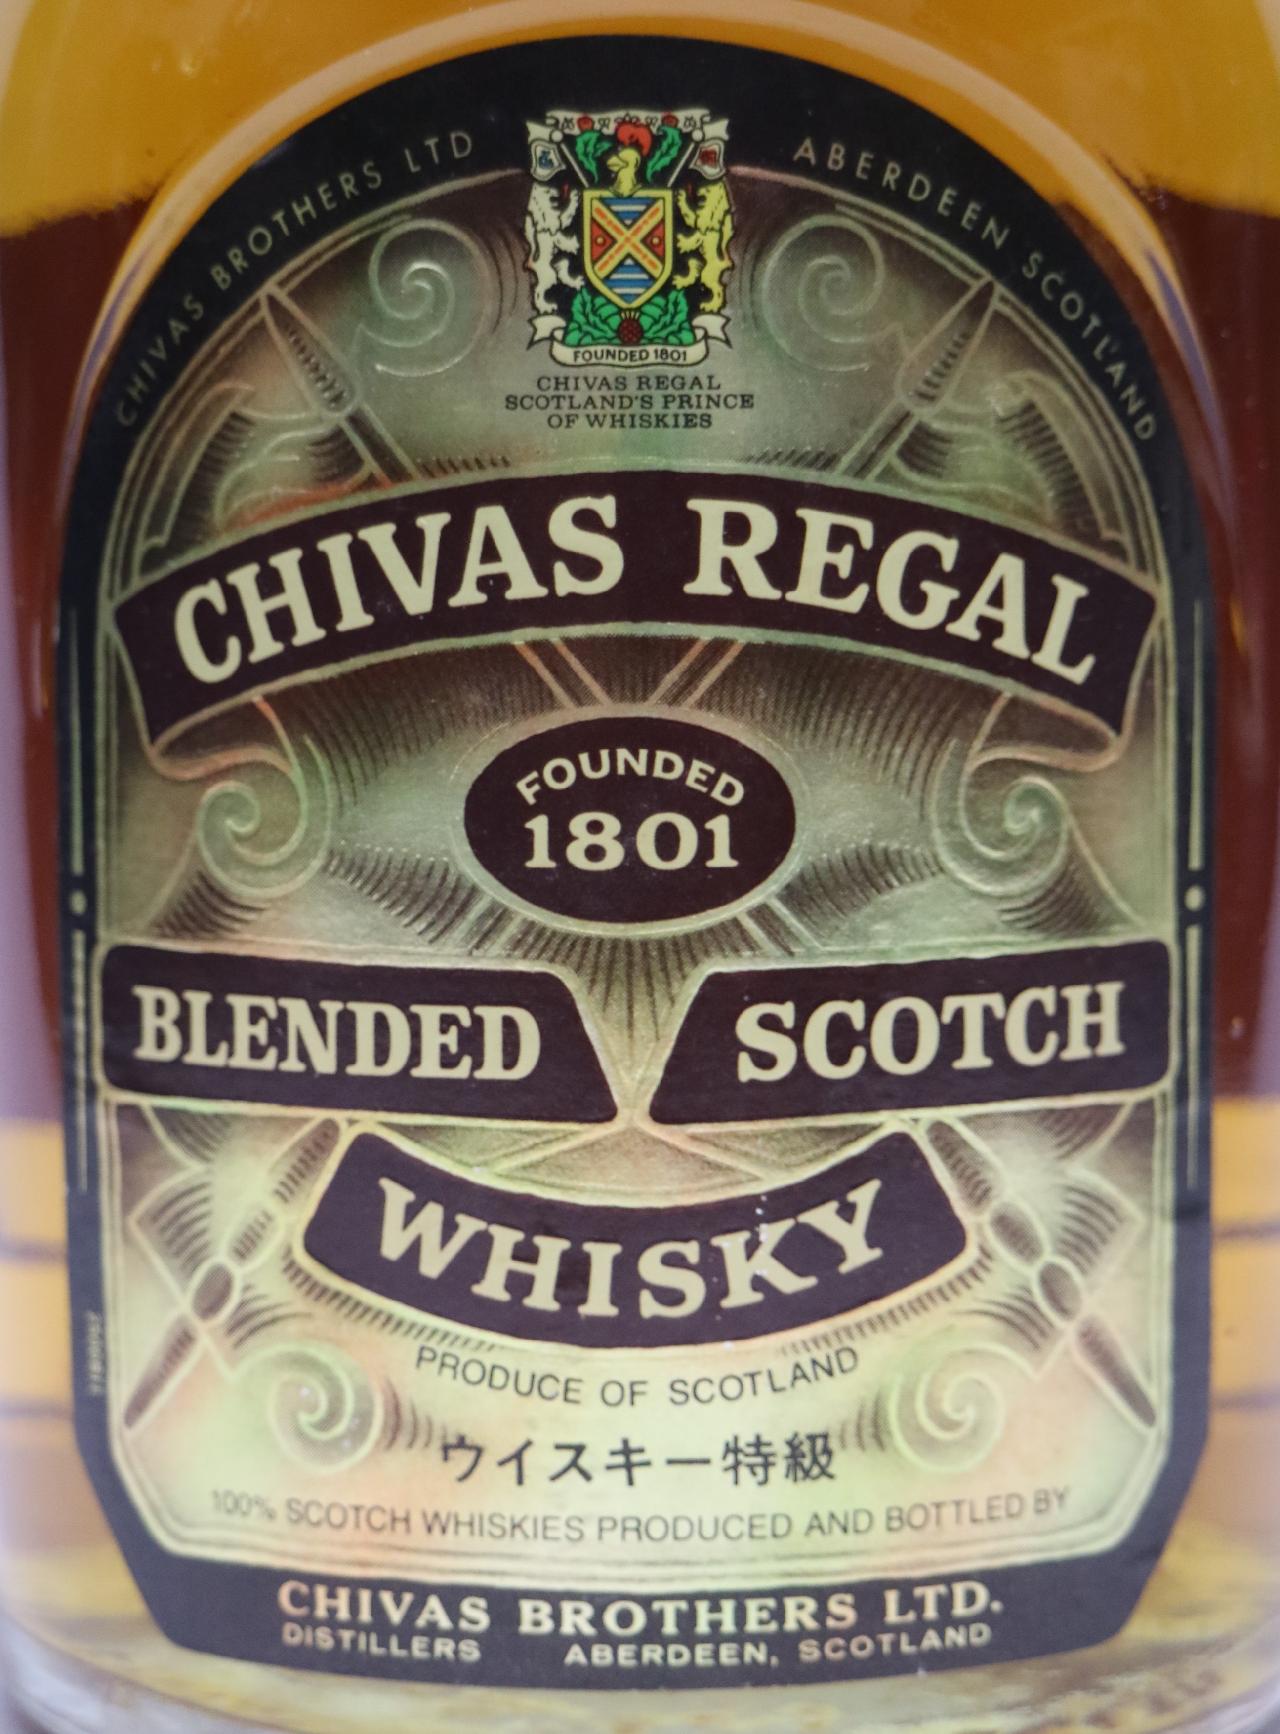 CHIVAS BROTHERS LTD
ABERDEEN SCOTLAND
FOUNDED 1801
CHIVAS REGAL
SCOTLAND'S PRINCE
OF WHISKIES
CHIVAS REGAL
FOUNDED
1801
BLENDED SCOTCH
WHISKY
PRODUCE OF SCOTLAND
ウイスキー特級
100% SCOTCH WHISKIES PRODUCED AND BOTTLED BY
CHIVAS BROTHERS LTD.
DISTILLERS ABERDEEN, SCOTLAND